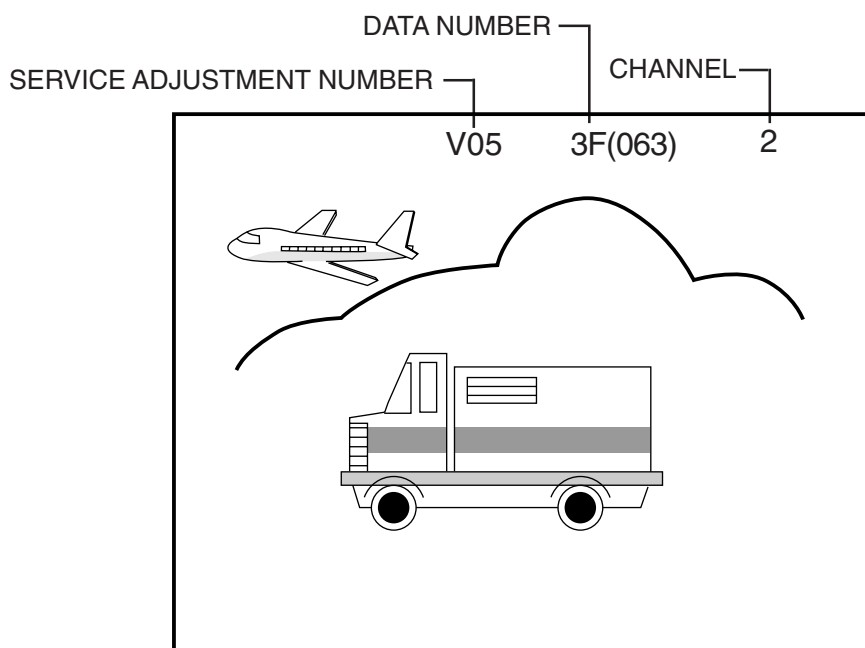 DATA NUMBER
SERVICE ADJUSTMENT NUMBER
CHANNEL
V05 3F(063) 2